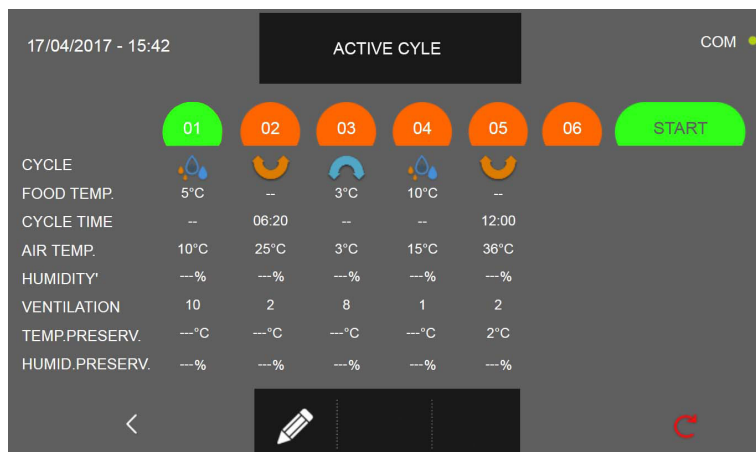 17/04/2017 - 15:42 ACTIVE CYLE COM
01 02 03 04 05 06 START
CYCLE
FOOD TEMP. 5°C -- 3°C 10°C --
CYCLE TIME -- 06:20 -- -- 12:00
AIR TEMP. 10°C 25°C 3°C 15°C 36°C
HUMIDITY' ---% ---% ---% ---% ---%
VENTILATION 10 2 8 1 2
TEMP.PRESERV. ---°C ---°C ---°C ---°C 2°C
HUMID.PRESERV. ---% ---% ---% ---% ---%